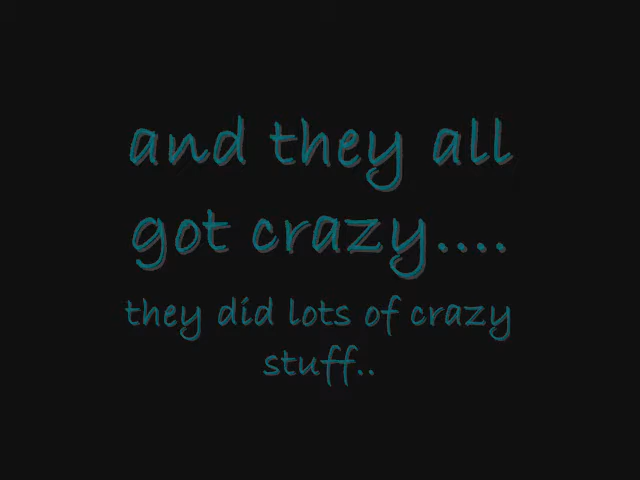 and they all
got crazy....
they did lots of crazy
stuff..